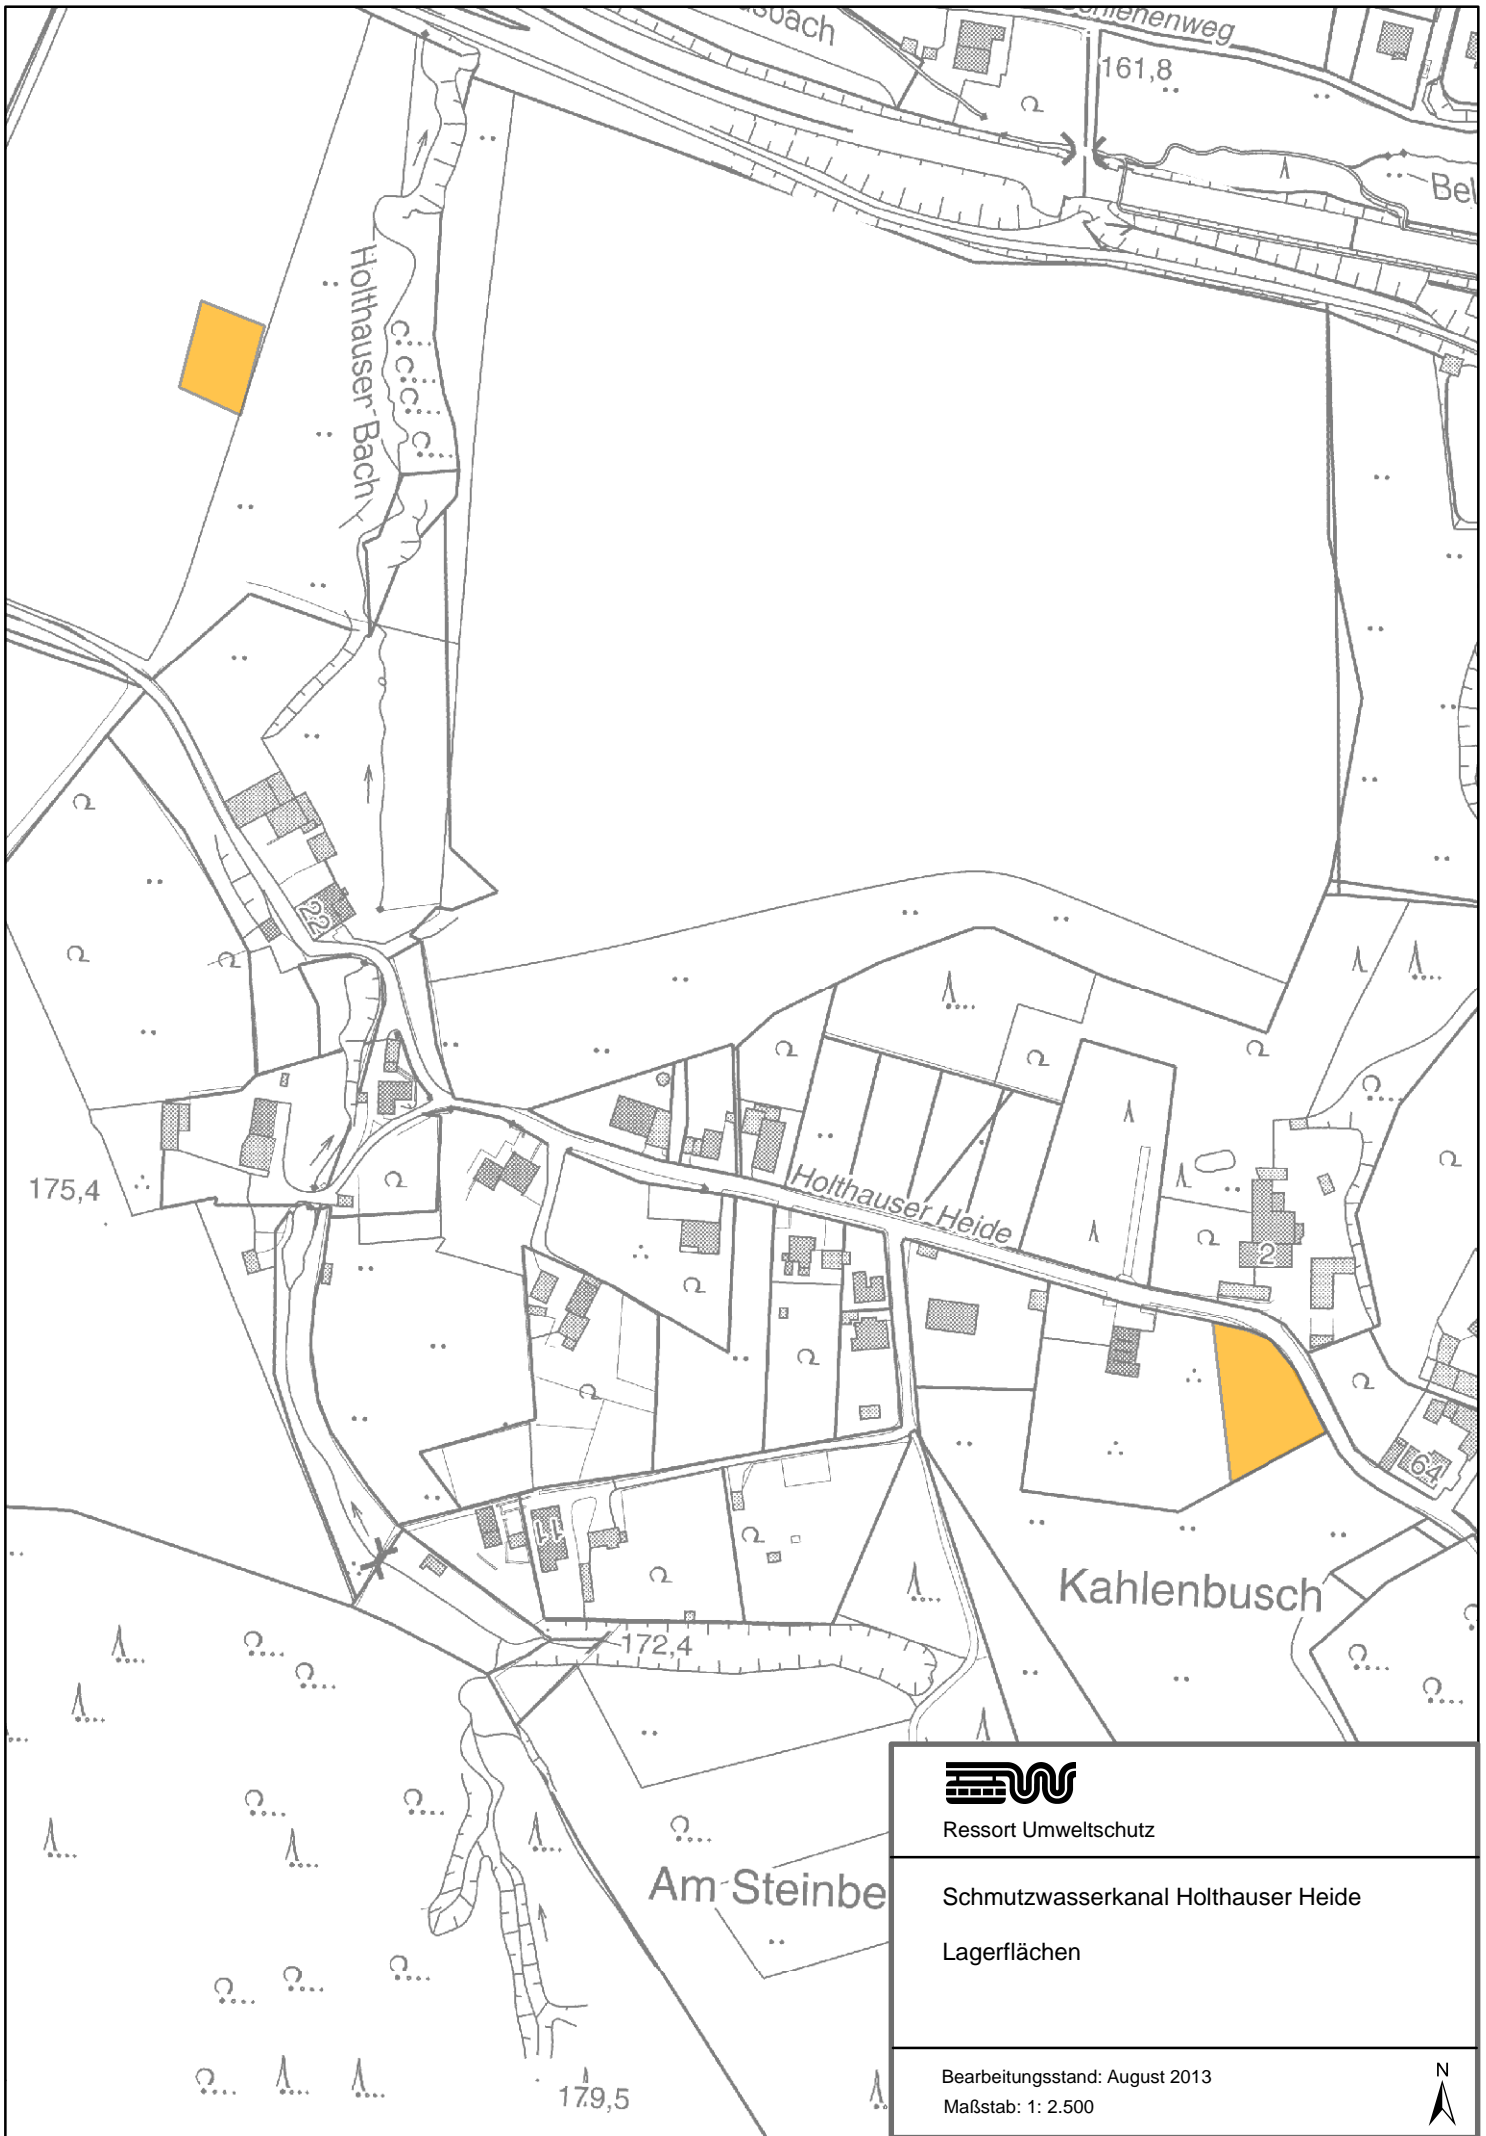 161,8
Holthauser Bach
22
175,4
Holthauser Heide
2
64
11
Kahlenbusch
172,4
Am Steinbe
179,5
Ressort Umweltschutz
Schmutzwasserkanal Holthauser Heide
Lagerflächen
Bearbeitungsstand: August 2013
Maßstab: 1: 2.500
N